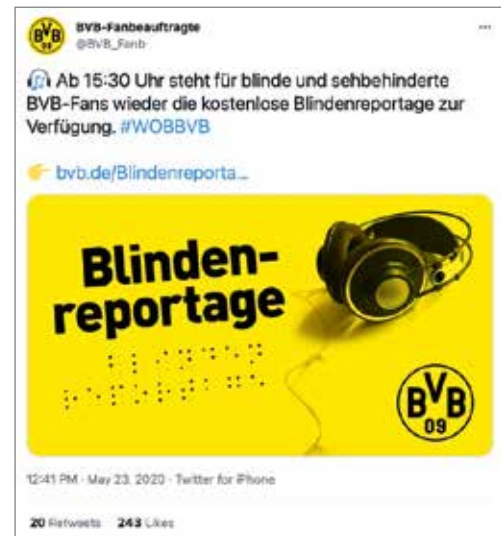 BVB-Fanbeauftragte
@BVB_Fanb
Ab 15:30 Uhr steht für blinde und sehbehinderte
BVB-Fans wieder die kostenlose Blindenreportage zur
Verfügung. #WOBBVB
bvb.de/Blindenreporta...
Blinden-
reportage
BVB
09
12:41 PM · May 23, 2020 · Twitter for iPhone
20 Retweets 243 Likes